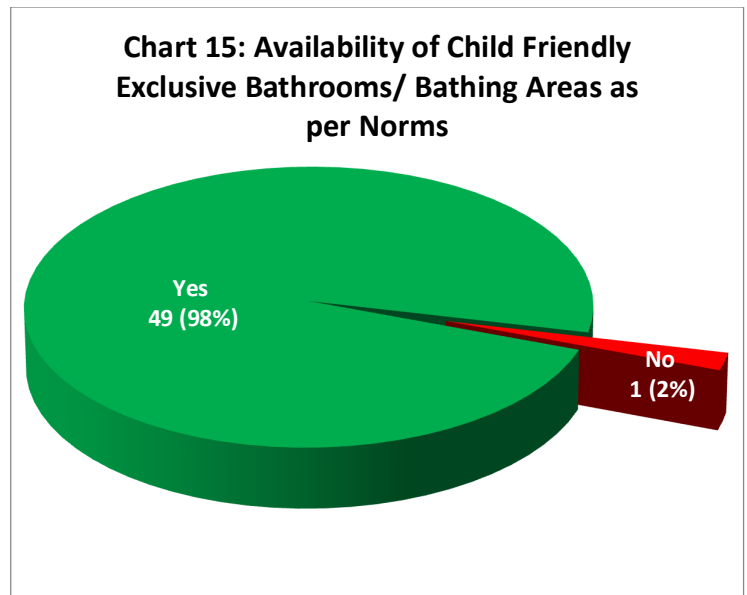 Chart 15: Availability of Child Friendly
Exclusive Bathrooms/ Bathing Areas as
per Norms
Yes
49 (98%)
No
1 (2%)